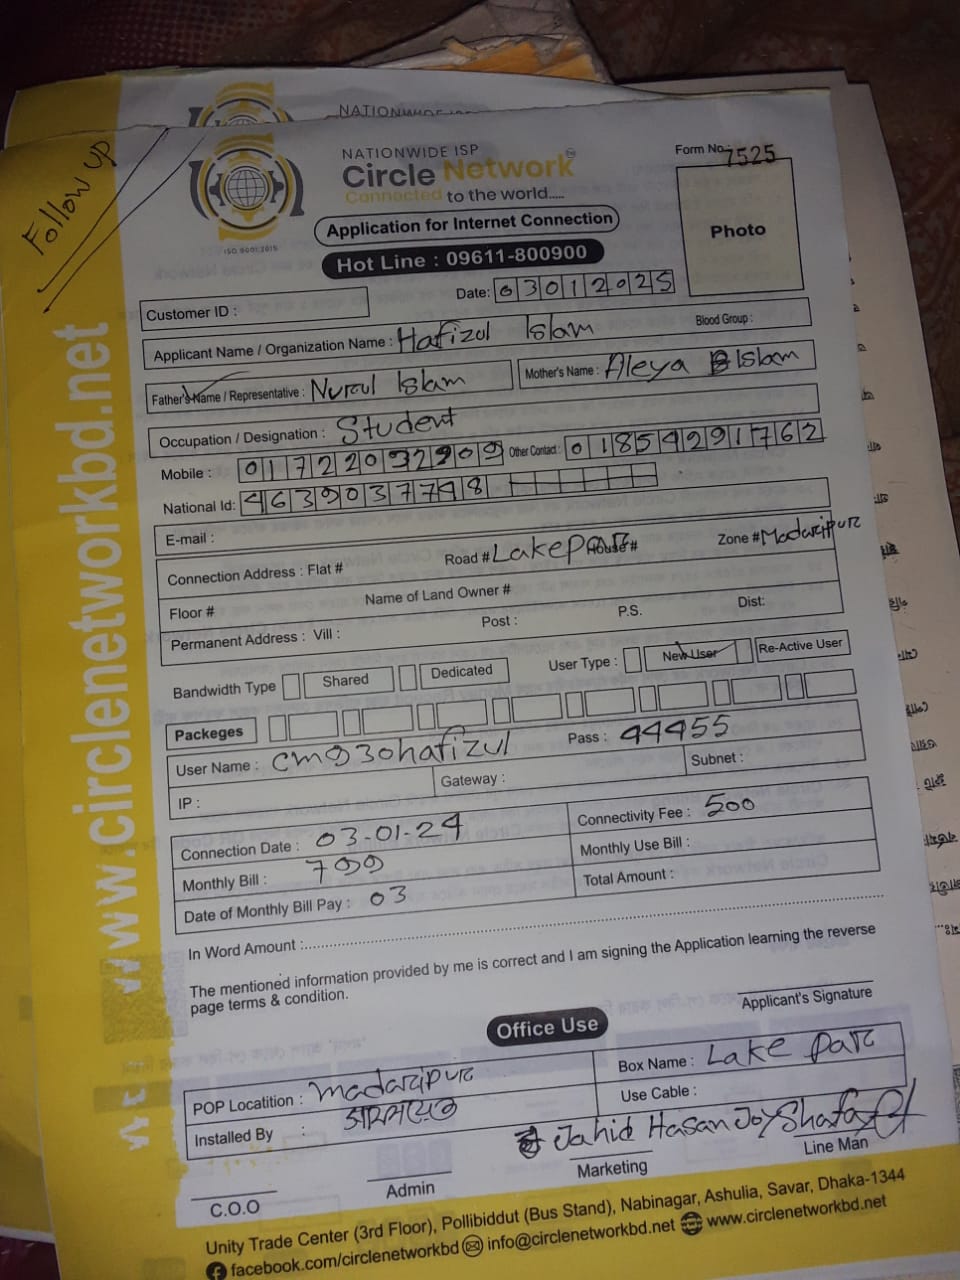 NATIONWIDE ISP
Follow up
NATIONWIDE ISP
Circle Network
Connected to the world.....
ISO 9001:2015
Form No. 7525
Photo
Application for Internet Connection
Hot Line : 09611-800900
Date: 03012025
Customer ID :
Applicant Name / Organization Name : Hafizul Islam Blood Group :
Father's Name / Representative : Nurul Islam Mother's Name : Aleya Islam
Occupation / Designation : Student
Mobile : 01722032909 Other Contact : 01854291762
National Id: 4639037748
E-mail :
Connection Address : Flat # Road # Lakepar House # Zone # Madaripur
Floor # Name of Land Owner #
Permanent Address : Vill : Post : P.S. Dist:
Bandwidth Type Shared Dedicated User Type : New User Re-Active User
Packeges
User Name : cmg30hafizul Pass : 44455
IP : Gateway : Subnet :
Connection Date : 03-01-24 Connectivity Fee : 500
Monthly Bill : 700 Monthly Use Bill :
Date of Monthly Bill Pay : 03 Total Amount :
In Word Amount :
The mentioned information provided by me is correct and I am signing the Application learning the reverse
page terms & condition.
Applicant's Signature
Office Use
POP Locatition : Madaripur Box Name : Lake par
Installed By : Use Cable :
Jahid Hasan Joy
C.O.O Admin Marketing Line Man
Unity Trade Center (3rd Floor), Pollibiddut (Bus Stand), Nabinagar, Ashulia, Savar, Dhaka-1344
facebook.com/circlenetworkbd info@circlenetworkbd.net www.circlenetworkbd.net
www.circlenetworkbd.net